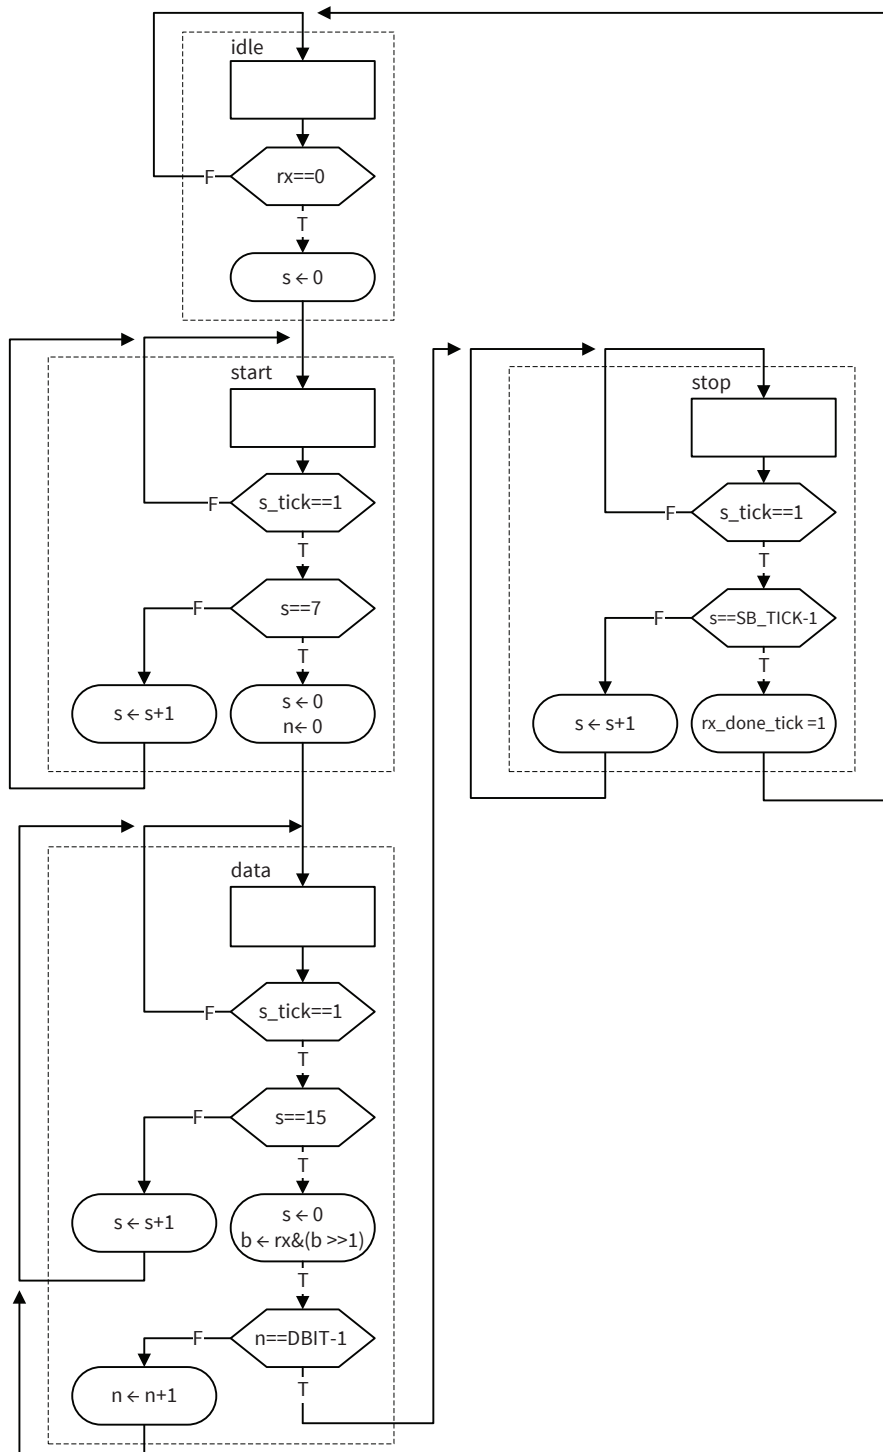 idle
rx==0
F
T
s ← 0
start
s_tick==1
F
T
s==7
F
T
s ← s+1
s ← 0
n← 0
data
s_tick==1
F
T
s==15
F
T
s ← s+1
s ← 0
b ← rx&(b >>1)
T
n==DBIT-1
F
T
n ← n+1
stop
s_tick==1
F
T
s==SB_TICK-1
F
T
s ← s+1
rx_done_tick =1